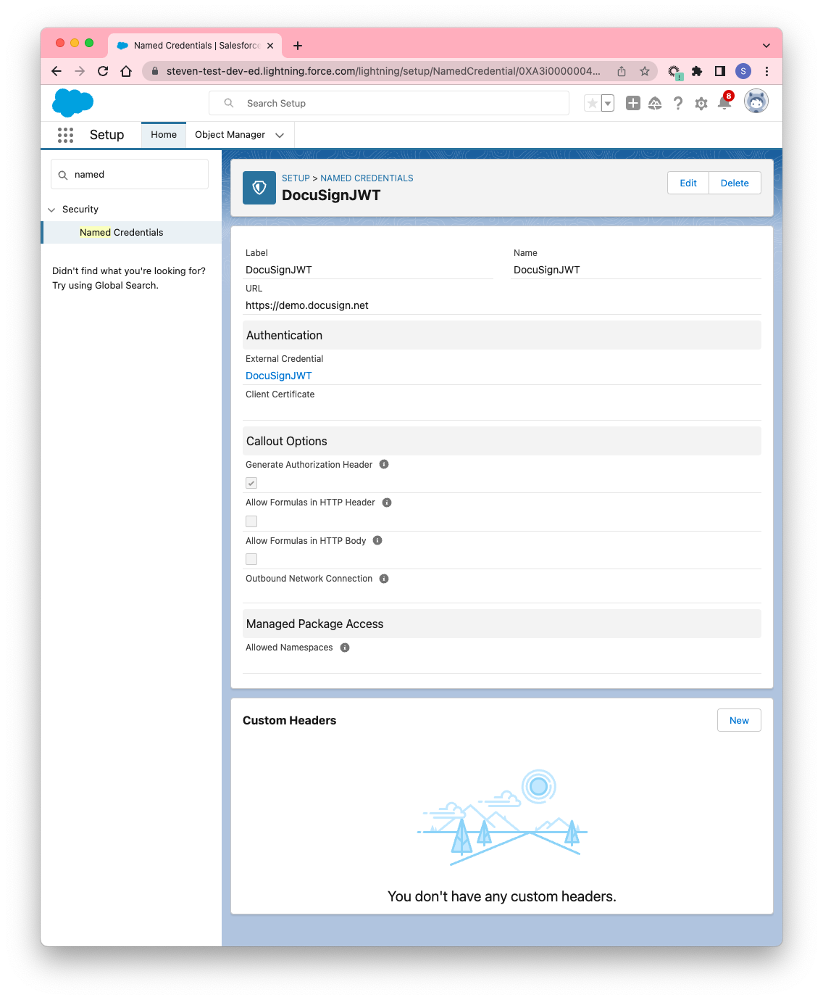 Named Credentials | Salesforce
steven-test-dev-ed.lightning.force.com/lightning/setup/NamedCredential/0XA3i0000004...
S
Search Setup
8
Setup
Home
Object Manager
named
Security
Named Credentials
Didn't find what you're looking for?
Try using Global Search.
SETUP > NAMED CREDENTIALS
DocuSignJWT
Edit
Delete
Label
DocuSignJWT
Name
DocuSignJWT
URL
https://demo.docusign.net
Authentication
External Credential
DocuSignJWT
Client Certificate
Callout Options
Generate Authorization Header
Allow Formulas in HTTP Header
Allow Formulas in HTTP Body
Outbound Network Connection
Managed Package Access
Allowed Namespaces
Custom Headers
New
You don't have any custom headers.